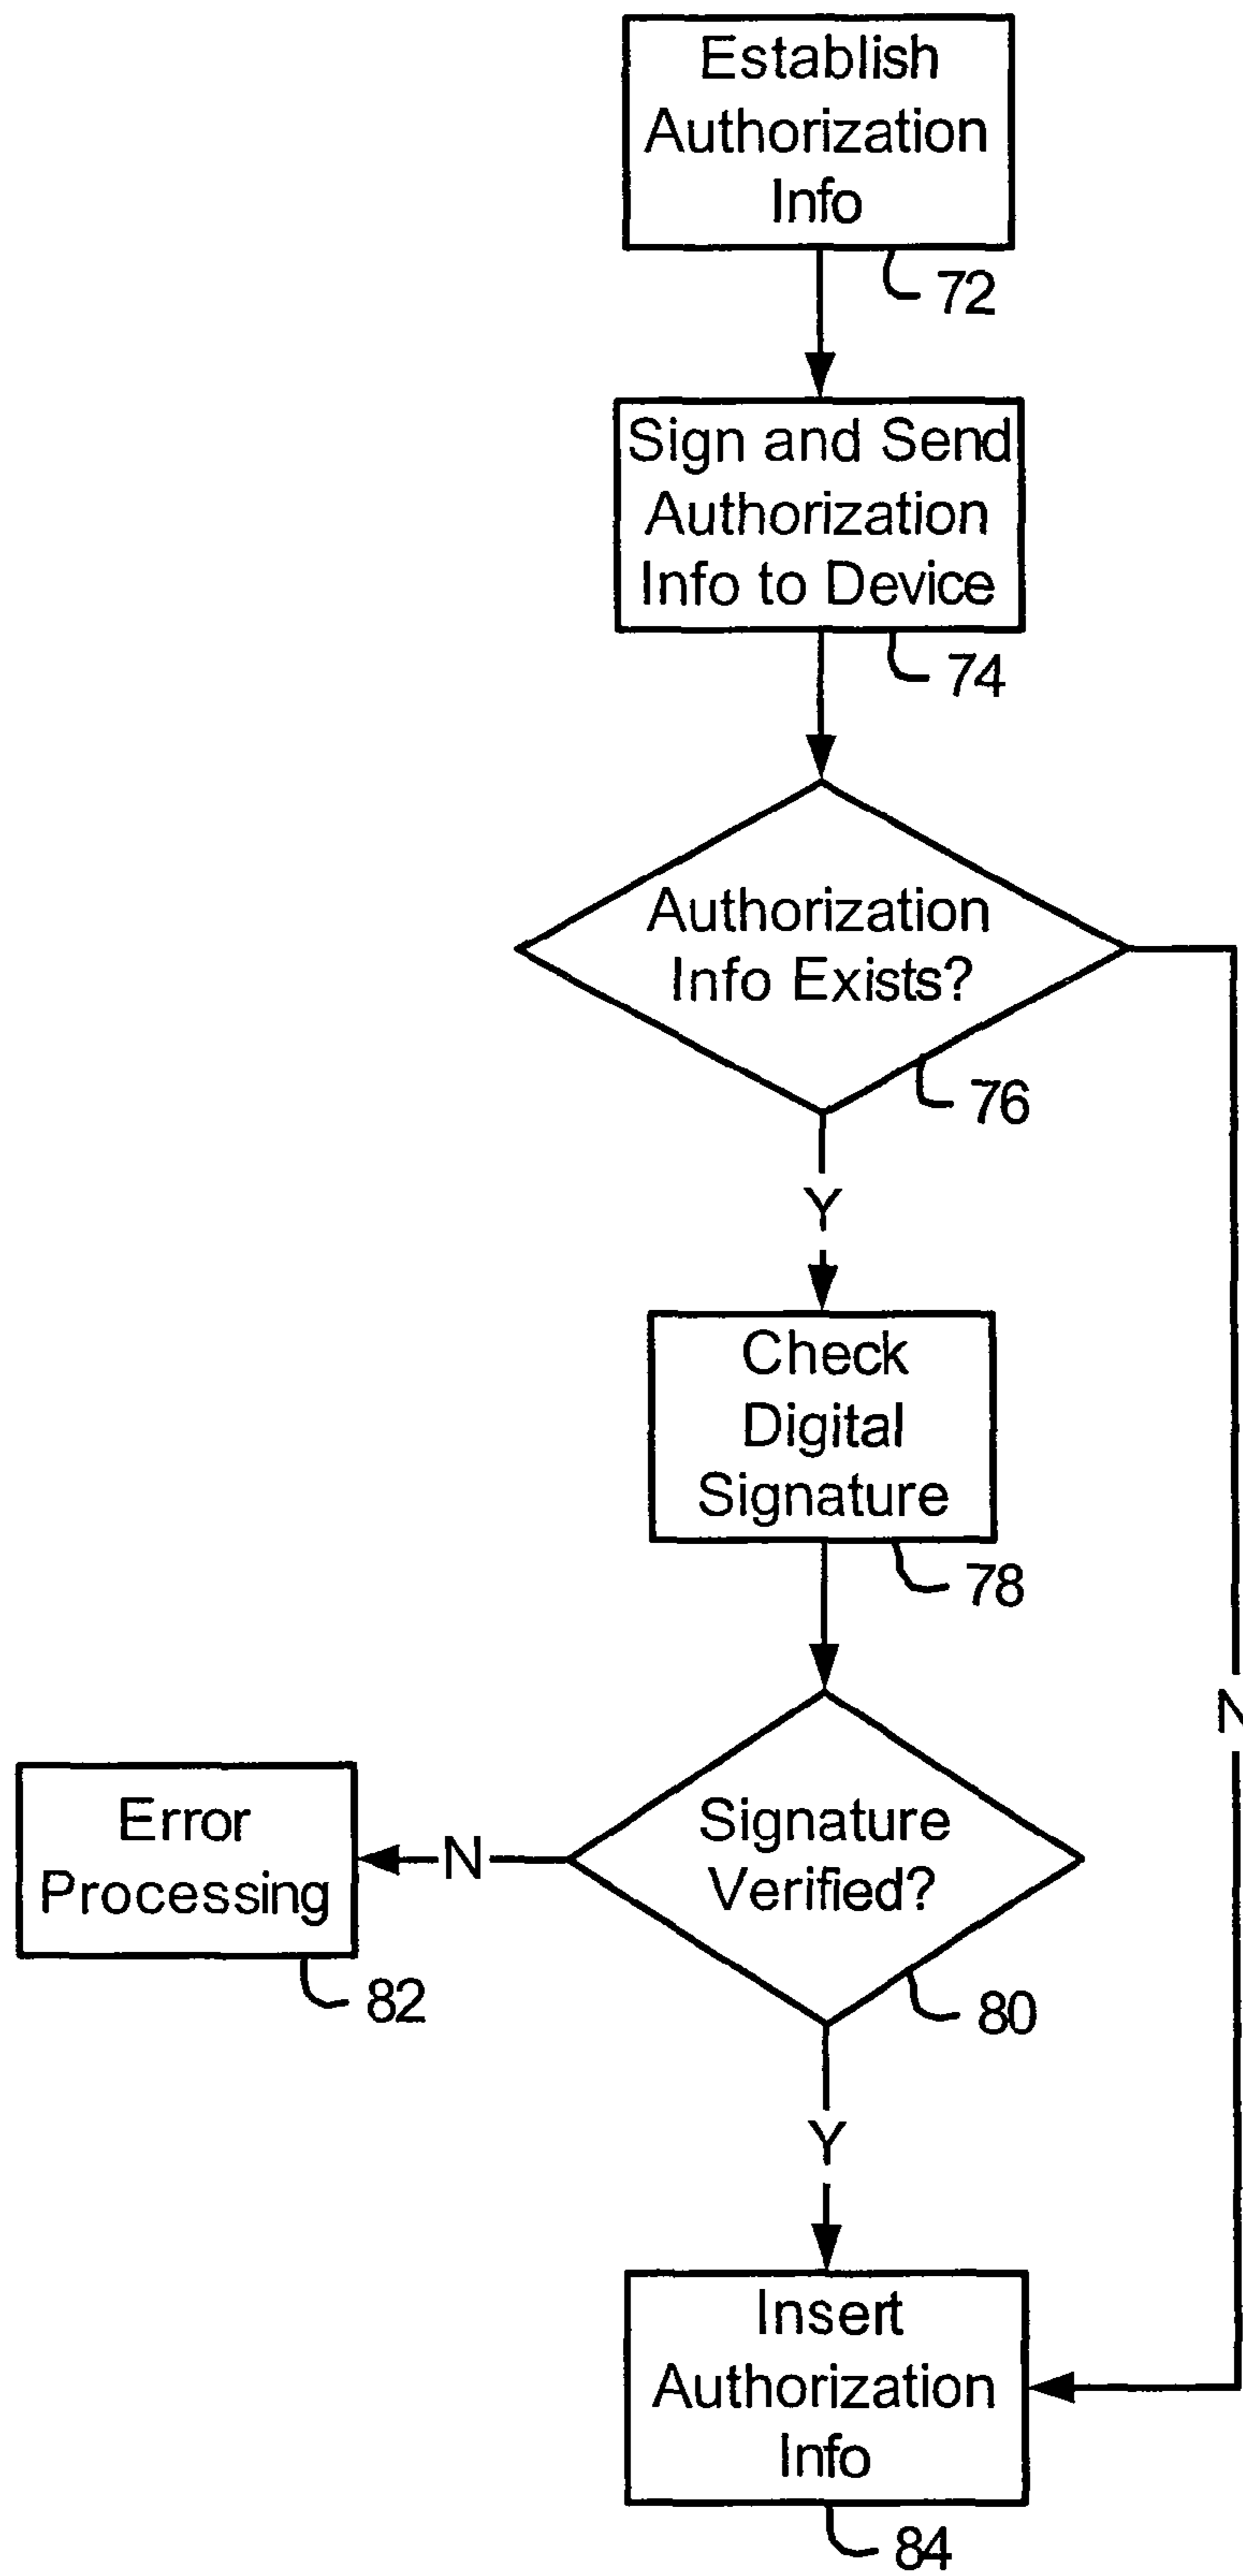 Establish
Authorization
Info
72
Sign and Send
Authorization
Info to Device
74
Authorization
Info Exists?
76
Y
Check
Digital
Signature
78
N
Signature
Verified?
80
N
Error
Processing
82
Y
Insert
Authorization
Info
84